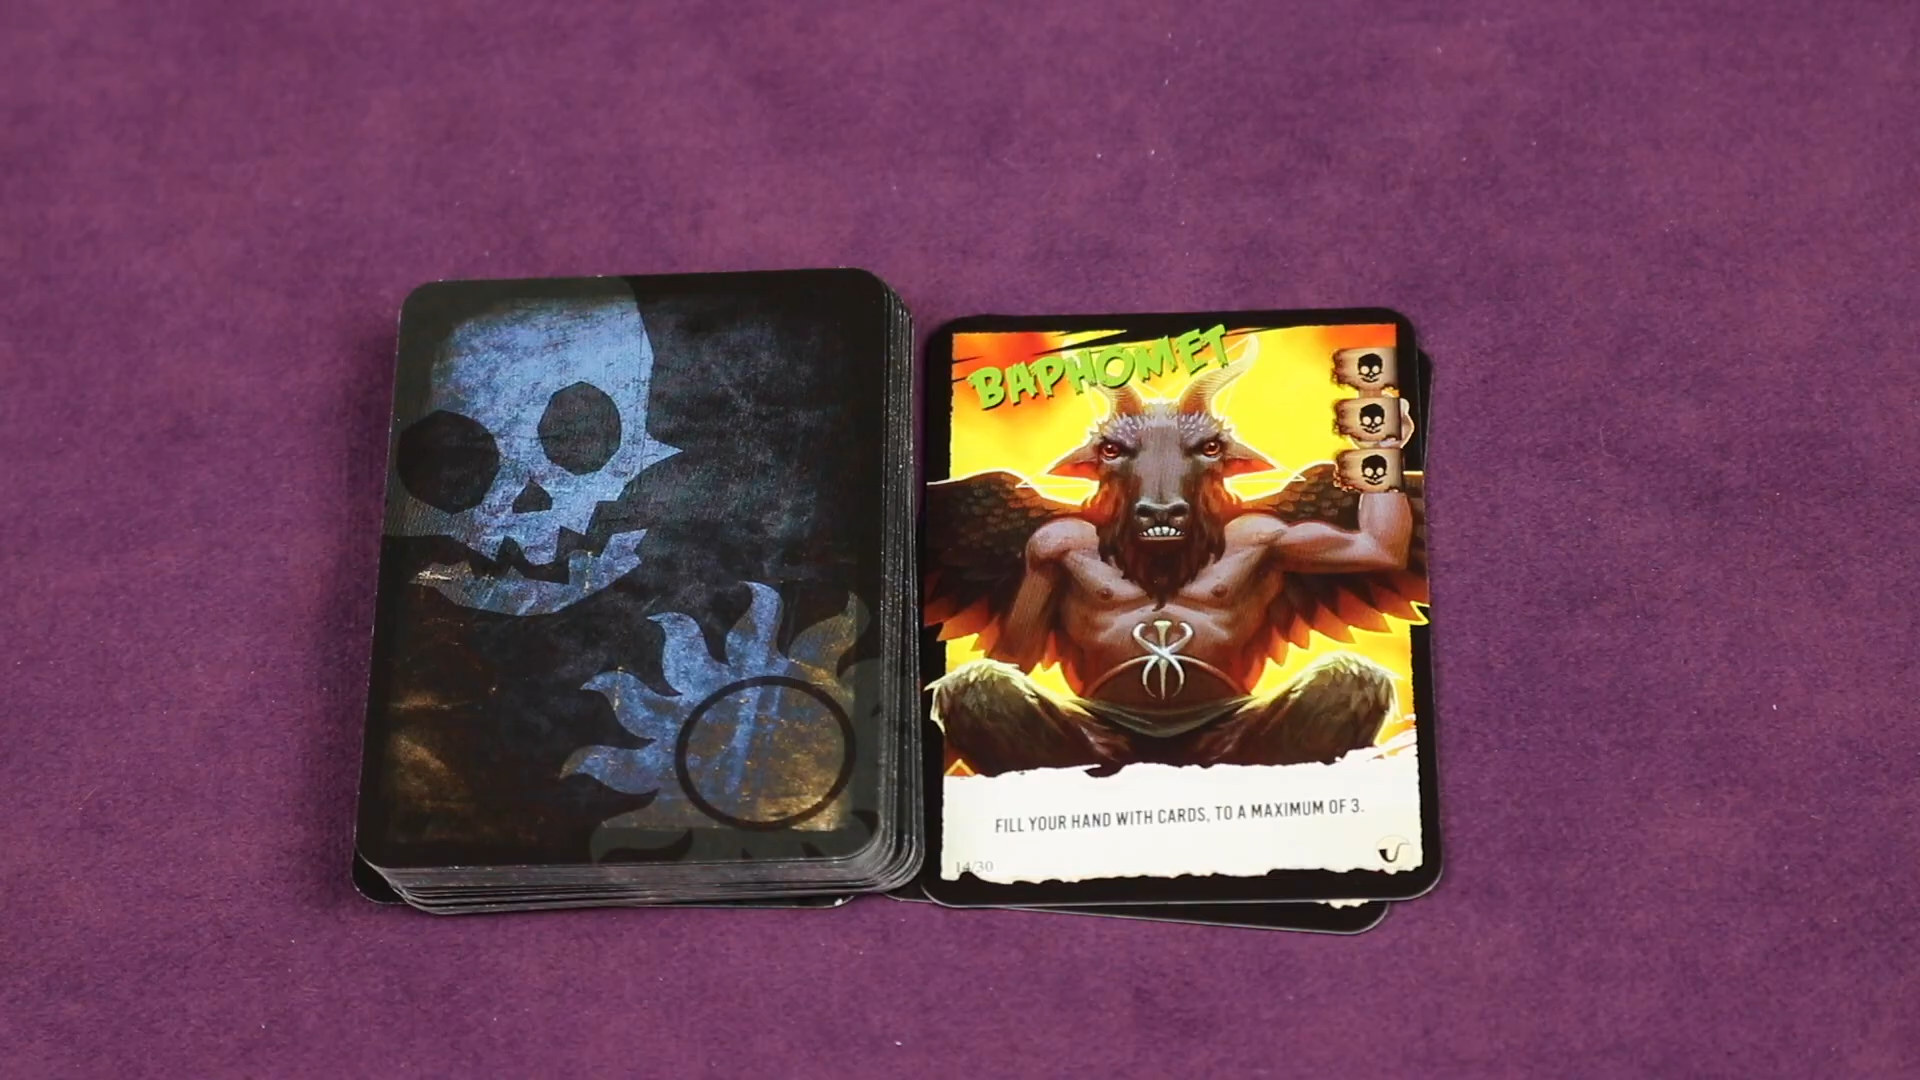 BAPHOMET
FILL YOUR HAND WITH CARDS, TO A MAXIMUM OF 3.
14/30